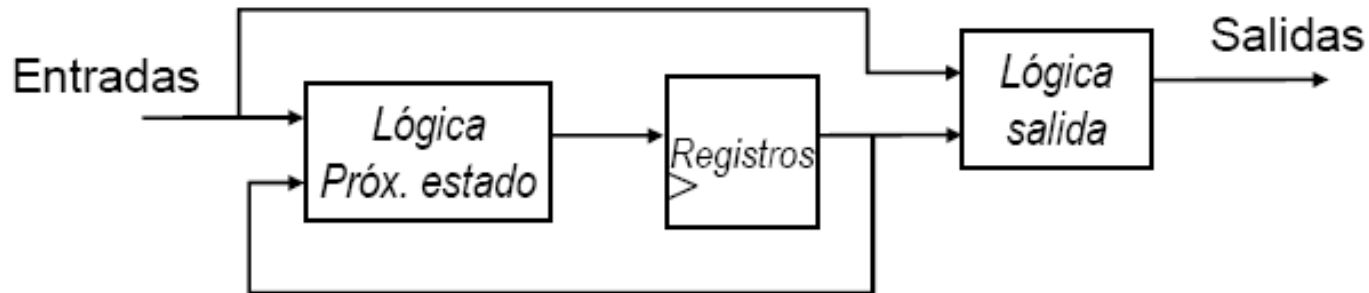 Entradas
Lógica
Próx. estado
Registros
Lógica
salida
Salidas